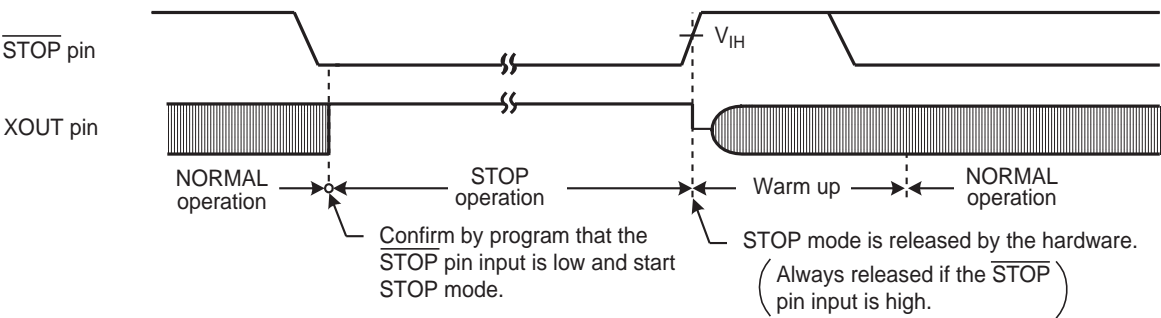 STOP pin
VIH
XOUT pin
NORMAL
operation
STOP
operation
Warm up
NORMAL
operation
Confirm by program that the
STOP pin input is low and start
STOP mode.
STOP mode is released by the hardware.
Always released if the STOP
pin input is high.